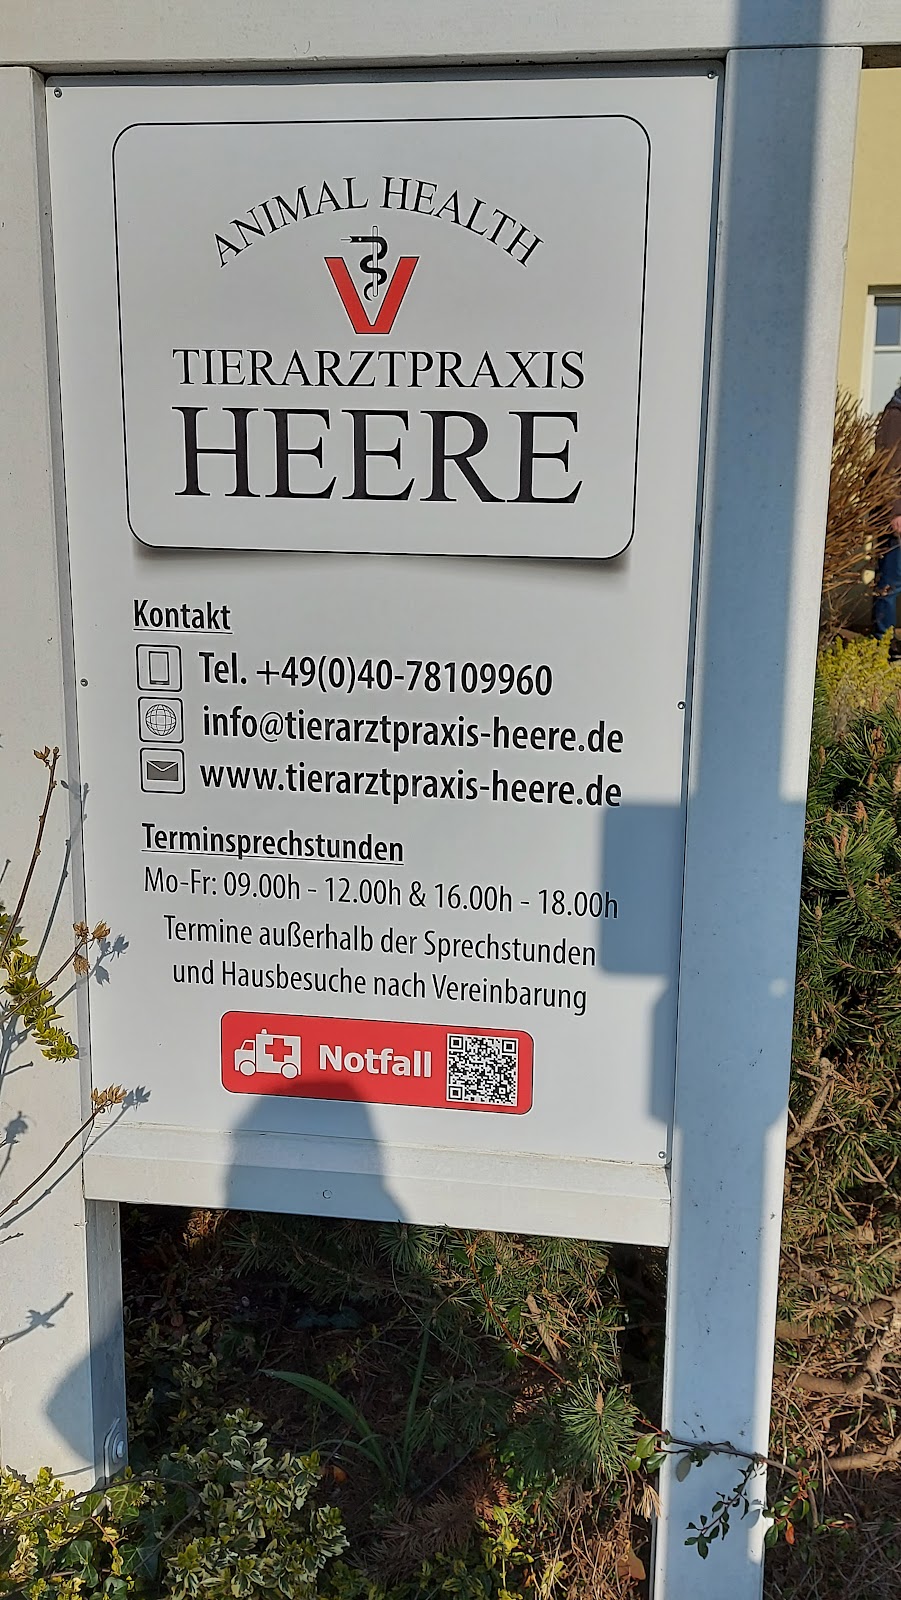 ANIMAL HEALTH
V
TIERARZTPRAXIS
HEERE
Kontakt
Tel. +49(0)40-78109960
info@tierarztpraxis-heere.de
www.tierarztpraxis-heere.de
Terminsprechstunden
Mo-Fr: 09.00h - 12.00h & 16.00h - 18.00h
Termine außerhalb der Sprechstunden
und Hausbesuche nach Vereinbarung
Notfall